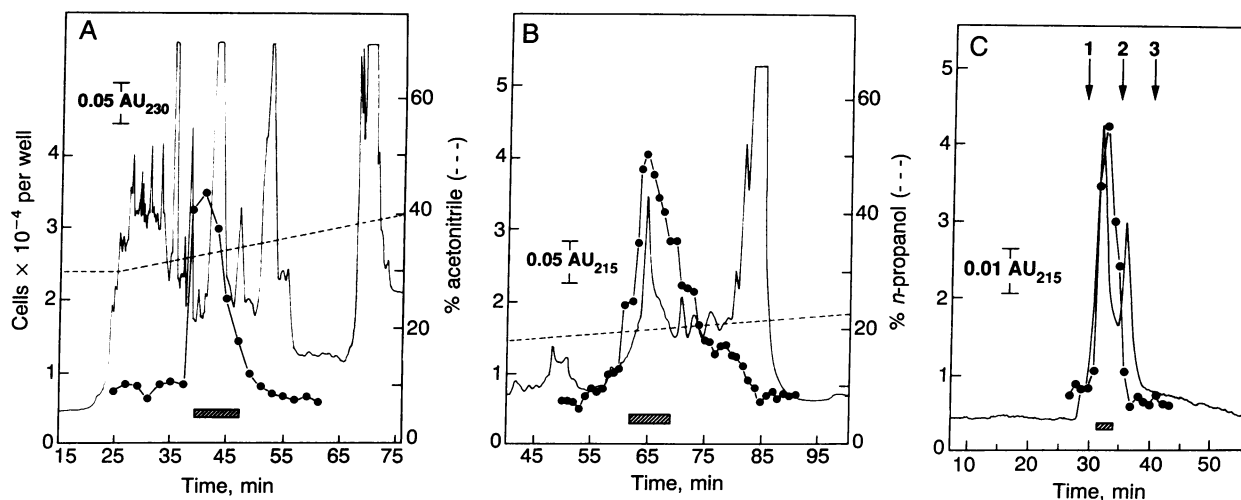 A
0.05 AU₂₃₀
Cells × 10⁻⁴ per well
4
3
2
1
0
60
40
20
0
% acetonitrile (- - -)
15 25 35 45 55 65 75
Time, min
B
0.05 AU₂₁₅
5
4
3
2
1
0
60
40
20
0
% n-propanol (- - -)
45 55 65 75 85 95
Time, min
C
1 2 3
0.01 AU₂₁₅
5
4
3
2
1
0
10 20 30 40 50
Time, min